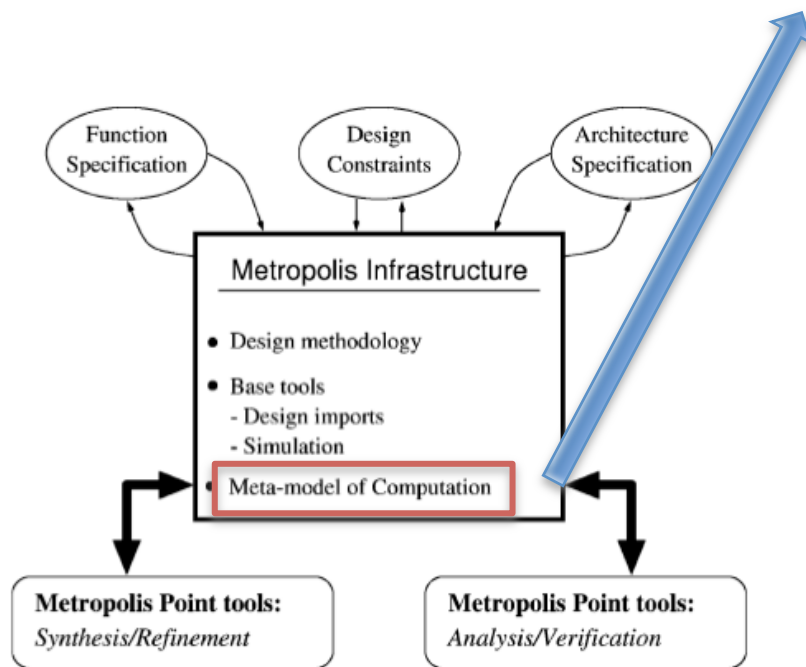 Function
Specification
Design
Constraints
Architecture
Specification
Metropolis Infrastructure
• Design methodology
• Base tools
- Design imports
- Simulation
• Meta-model of Computation
Metropolis Point tools:
Synthesis/Refinement
Metropolis Point tools:
Analysis/Verification